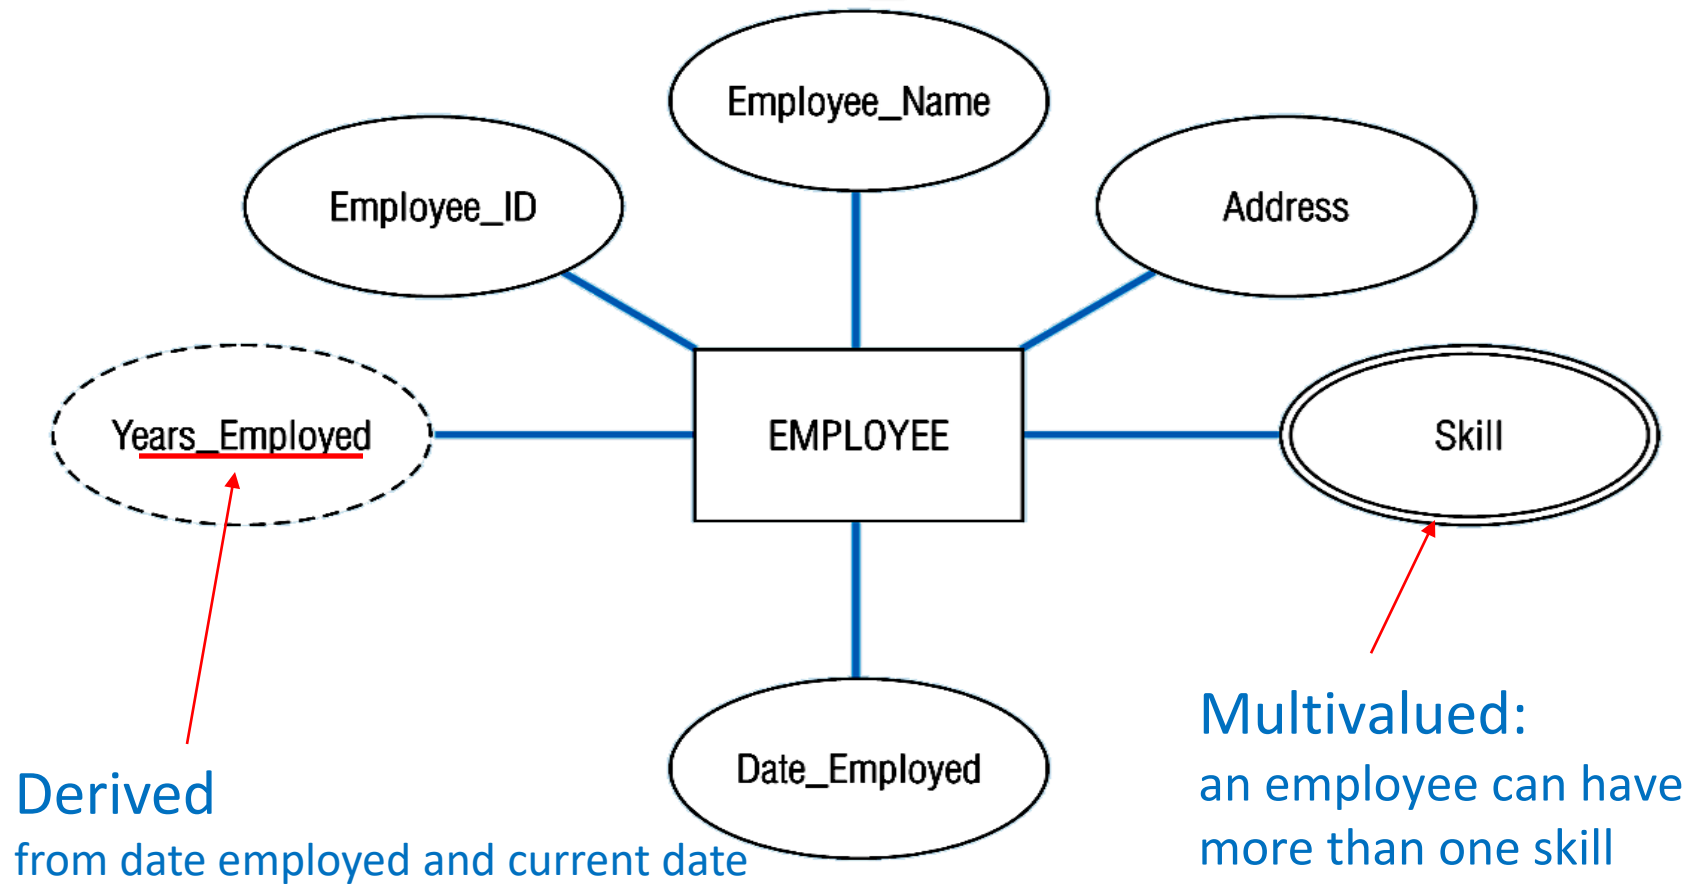 Employee_Name
Employee_ID
Address
Years_Employed
EMPLOYEE
Skill
Date_Employed
Derived
from date employed and current date
Multivalued:
an employee can have
more than one skill